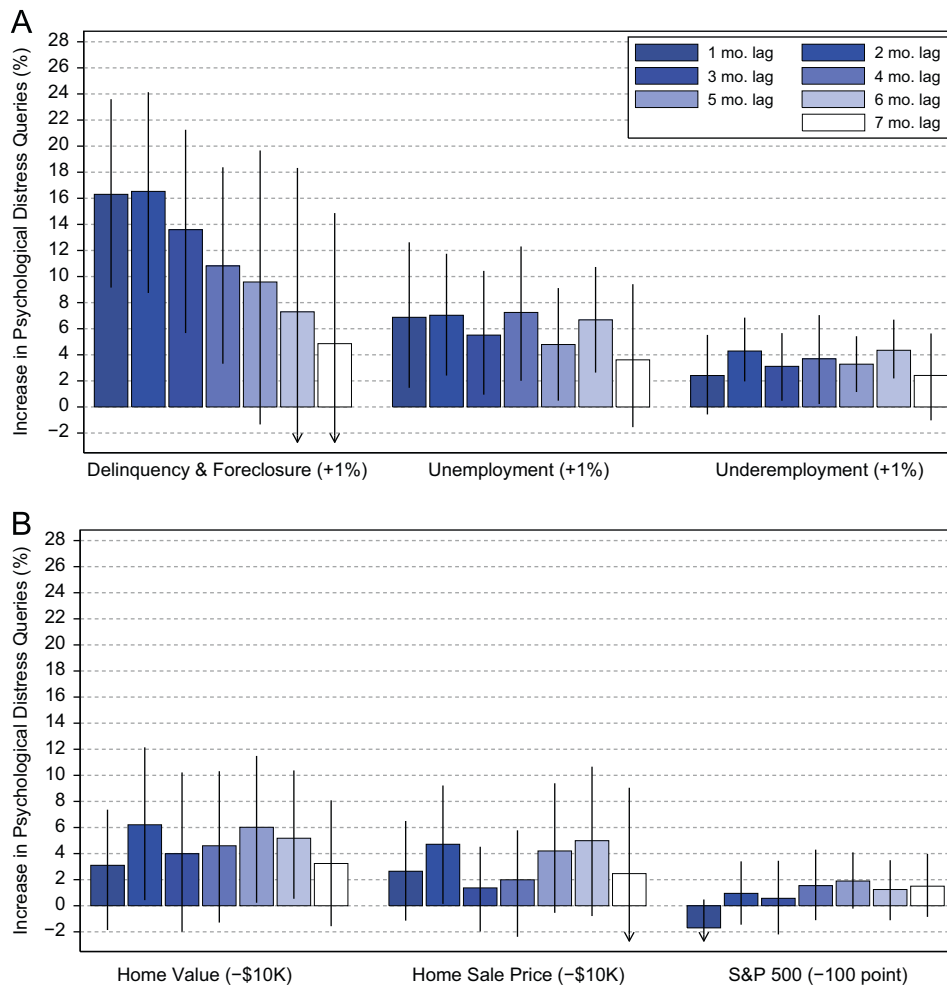 A
Increase in Psychological Distress Queries (%)
28
26
24
22
20
18
16
14
12
10
8
6
4
2
0
−2
1 mo. lag
2 mo. lag
3 mo. lag
4 mo. lag
5 mo. lag
6 mo. lag
7 mo. lag
Delinquency & Foreclosure (+1%)
Unemployment (+1%)
Underemployment (+1%)
B
Increase in Psychological Distress Queries (%)
28
26
24
22
20
18
16
14
12
10
8
6
4
2
0
−2
Home Value (−$10K)
Home Sale Price (−$10K)
S&P 500 (−100 point)